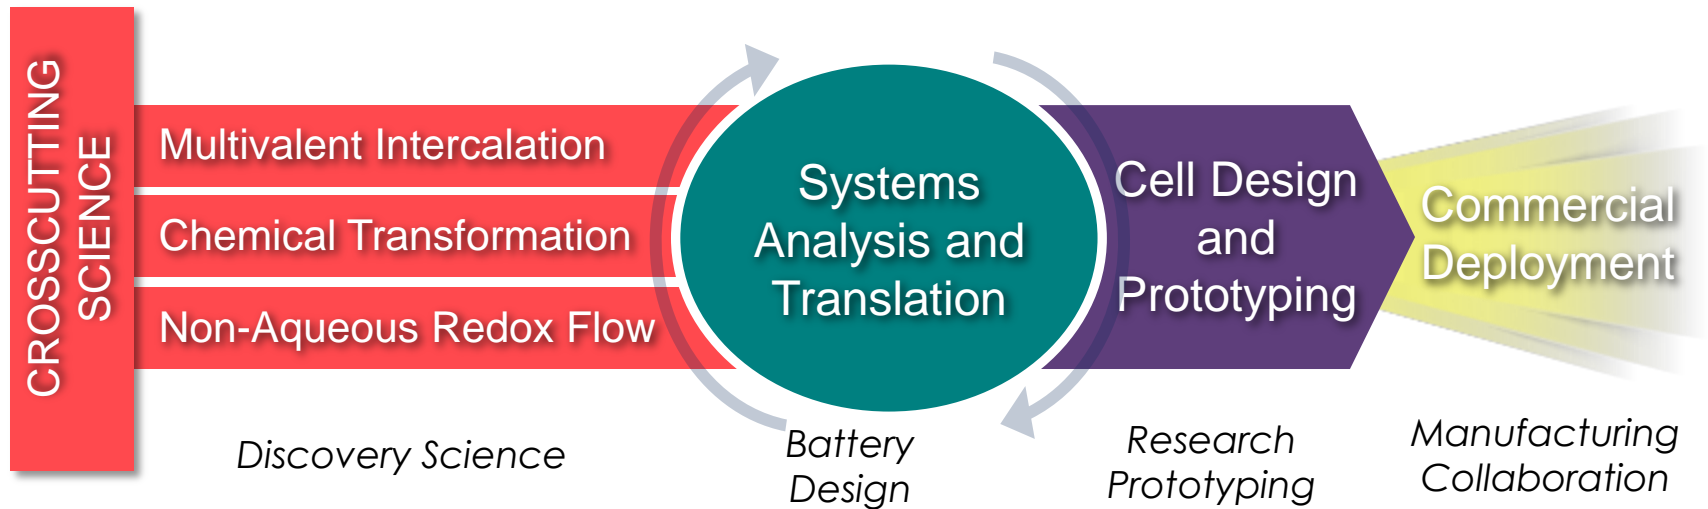 CROSSCUTTING
SCIENCE
Multivalent Intercalation
Chemical Transformation
Non-Aqueous Redox Flow
Systems
Analysis and
Translation
Cell Design
and
Prototyping
Commercial
Deployment
Discovery Science
Battery
Design
Research
Prototyping
Manufacturing
Collaboration